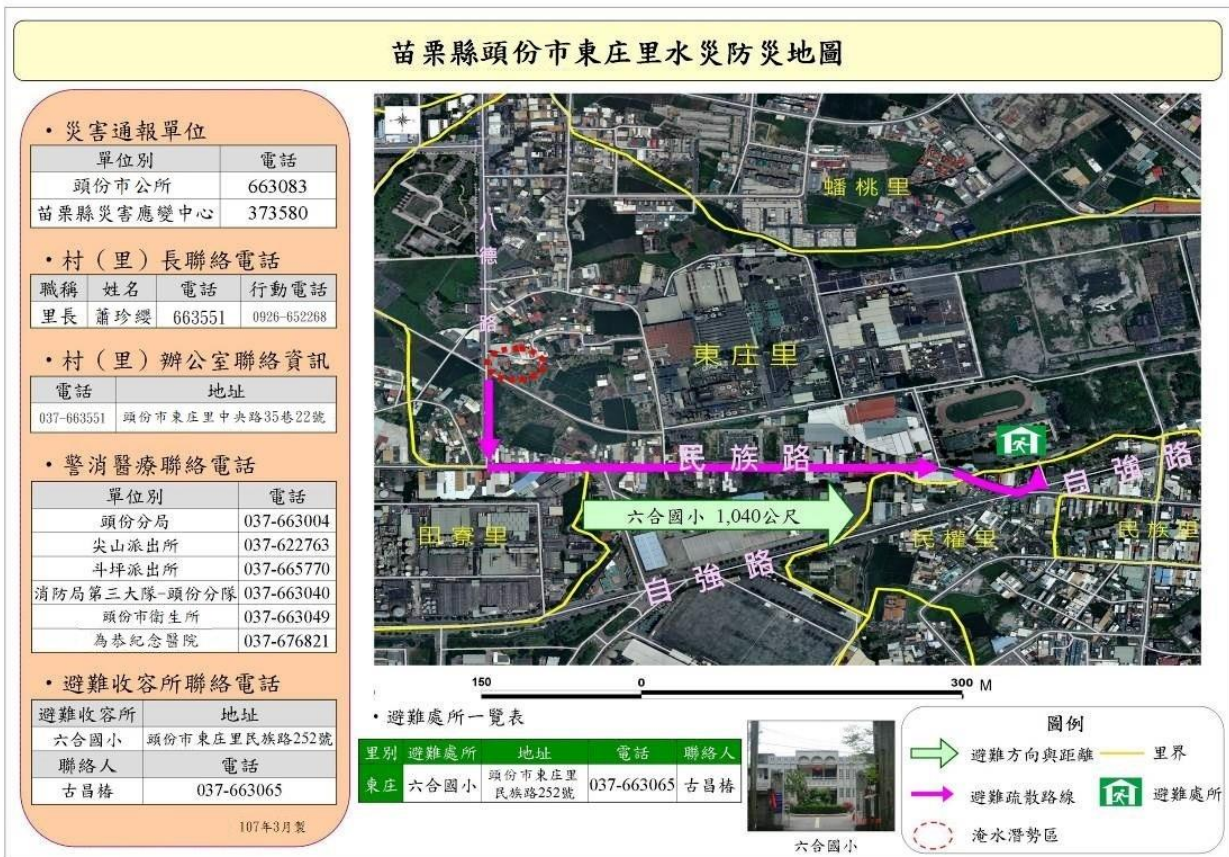 苗栗縣頭份市東庄里水災防災地圖
・災害通報單位
單位別 電話
頭份市公所 663083
苗栗縣災害應變中心 373580
・村（里）長聯絡電話
職稱 姓名 電話 行動電話
里長 蕭珍纓 663551 0926-652268
・村（里）辦公室聯絡資訊
電話 地址
037-663551 頭份市東庄里中央路35巷22號
・警消醫療聯絡電話
單位別 電話
頭份分局 037-663004
尖山派出所 037-622763
斗坪派出所 037-665770
消防局第三大隊-頭份分隊 037-663040
頭份市衛生所 037-663049
為恭紀念醫院 037-676821
・避難收容所聯絡電話
避難收容所 地址
六合國小 頭份市東庄里民族路252號
聯絡人 電話
古昌椿 037-663065
107年3月製
蟠桃里
八德一路
東庄里
民族路
自強路
六合國小 1,040公尺
田寮里
民權里
民族里
自強路
150 0 300 M
・避難處所一覽表
里別 避難處所 地址 電話 聯絡人
東庄 六合國小 頭份市東庄里民族路252號 037-663065 古昌椿
六合國小
圖例
避難方向與距離 里界
避難疏散路線 避難處所
淹水潛勢區